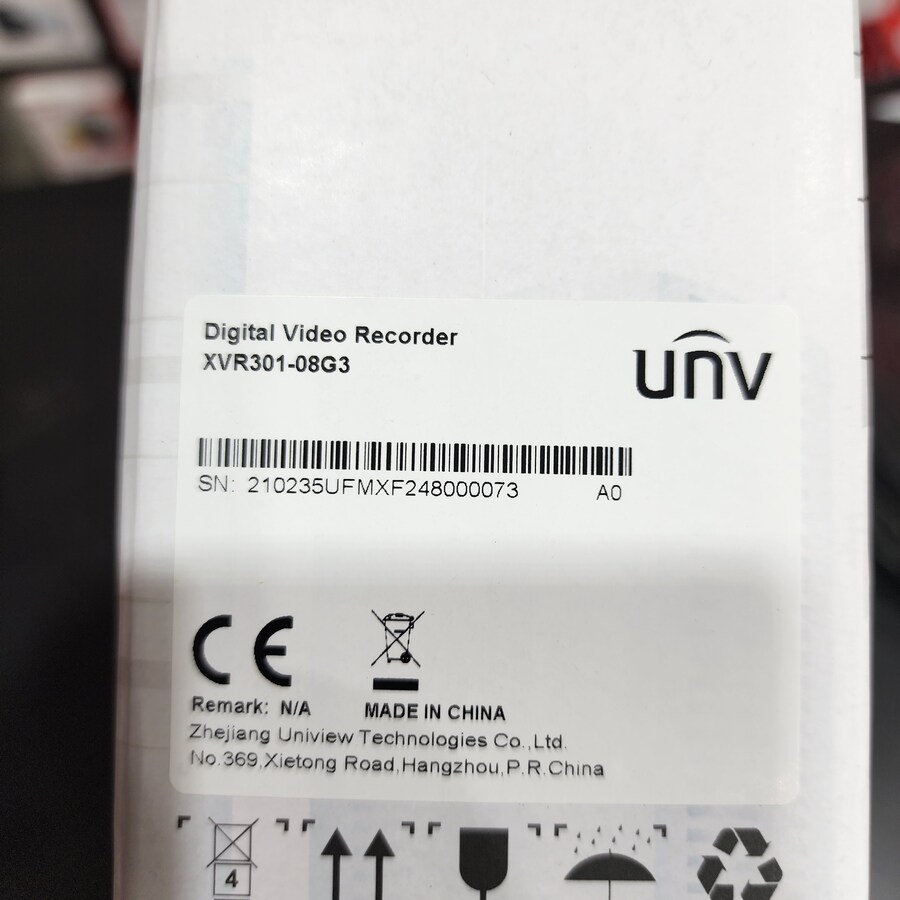 Digital Video Recorder
XVR301-08G3
unv
SN: 210235UFMXF248000073 A0
CE
Remark: N/A MADE IN CHINA
Zhejiang Uniview Technologies Co.,Ltd.
No.369,Xietong Road,Hangzhou,P.R.China
4